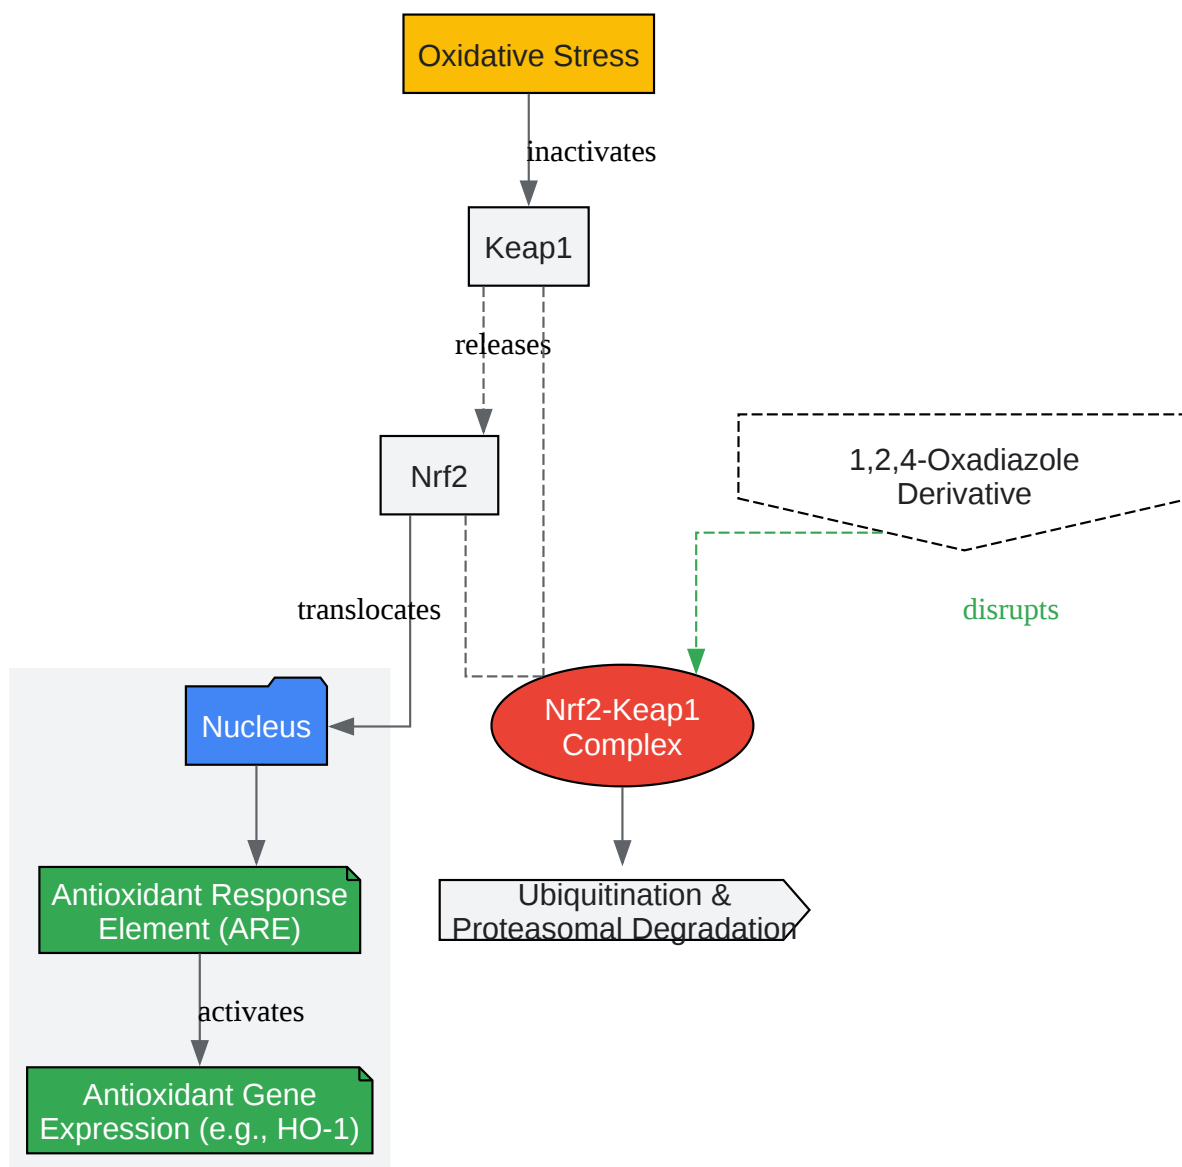 Oxidative Stress
inactivates
Keap1
releases
1,2,4-Oxadiazole
Derivative
Nrf2
translocates
disrupts
Nucleus
Nrf2-Keap1
Complex
Antioxidant Response
Element (ARE)
Ubiquitination &
Proteasomal Degradation
activates
Antioxidant Gene
Expression (e.g., HO-1)